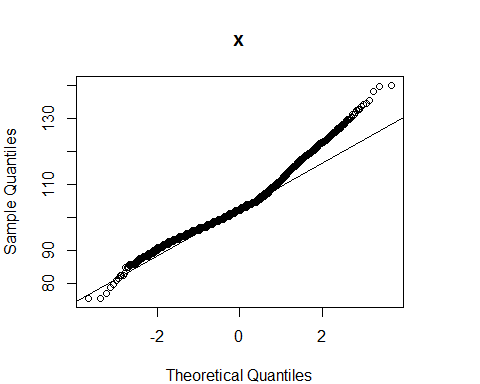 x
Sample Quantiles
130
110
90
80
-2
0
2
Theoretical Quantiles